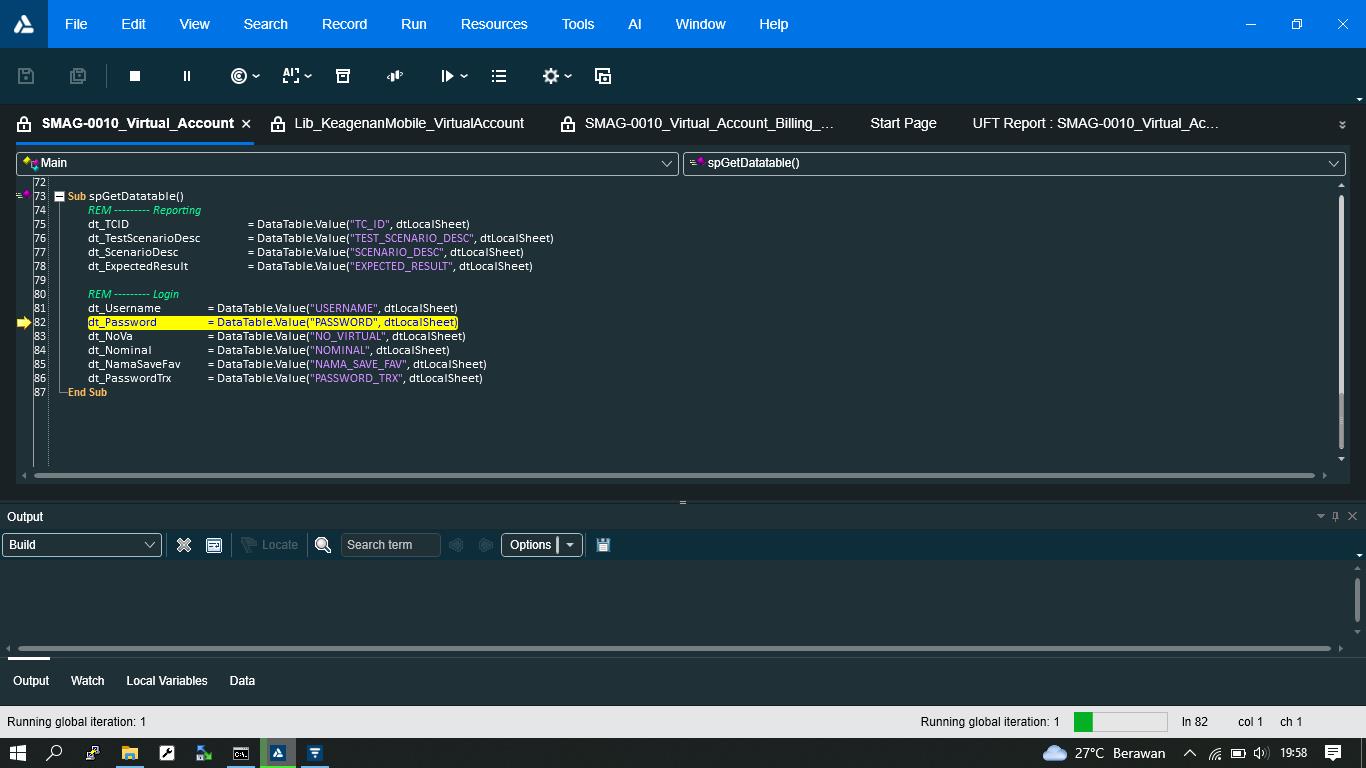 File Edit View Search Record Run Resources Tools AI Window Help
SMAG-0010_Virtual_Account Lib_KeagenanMobile_VirtualAccount SMAG-0010_Virtual_Account_Billing_... Start Page UFT Report : SMAG-0010_Virtual_Ac...
Main spGetDatatable()
72
73 Sub spGetDatatable()
74 REM --------- Reporting
75 dt_TCID = DataTable.Value("TC_ID", dtLocalSheet)
76 dt_TestScenarioDesc = DataTable.Value("TEST_SCENARIO_DESC", dtLocalSheet)
77 dt_ScenarioDesc = DataTable.Value("SCENARIO_DESC", dtLocalSheet)
78 dt_ExpectedResult = DataTable.Value("EXPECTED_RESULT", dtLocalSheet)
79
80 REM --------- Login
81 dt_Username = DataTable.Value("USERNAME", dtLocalSheet)
82 dt_Password = DataTable.Value("PASSWORD", dtLocalSheet)
83 dt_NoVa = DataTable.Value("NO_VIRTUAL", dtLocalSheet)
84 dt_Nominal = DataTable.Value("NOMINAL", dtLocalSheet)
85 dt_NamaSaveFav = DataTable.Value("NAMA_SAVE_FAV", dtLocalSheet)
86 dt_PasswordTrx = DataTable.Value("PASSWORD_TRX", dtLocalSheet)
87 End Sub
Output
Build Locate Search term Options
Output Watch Local Variables Data
Running global iteration: 1 Running global iteration: 1 ln 82 col 1 ch 1
27°C Berawan 19:58